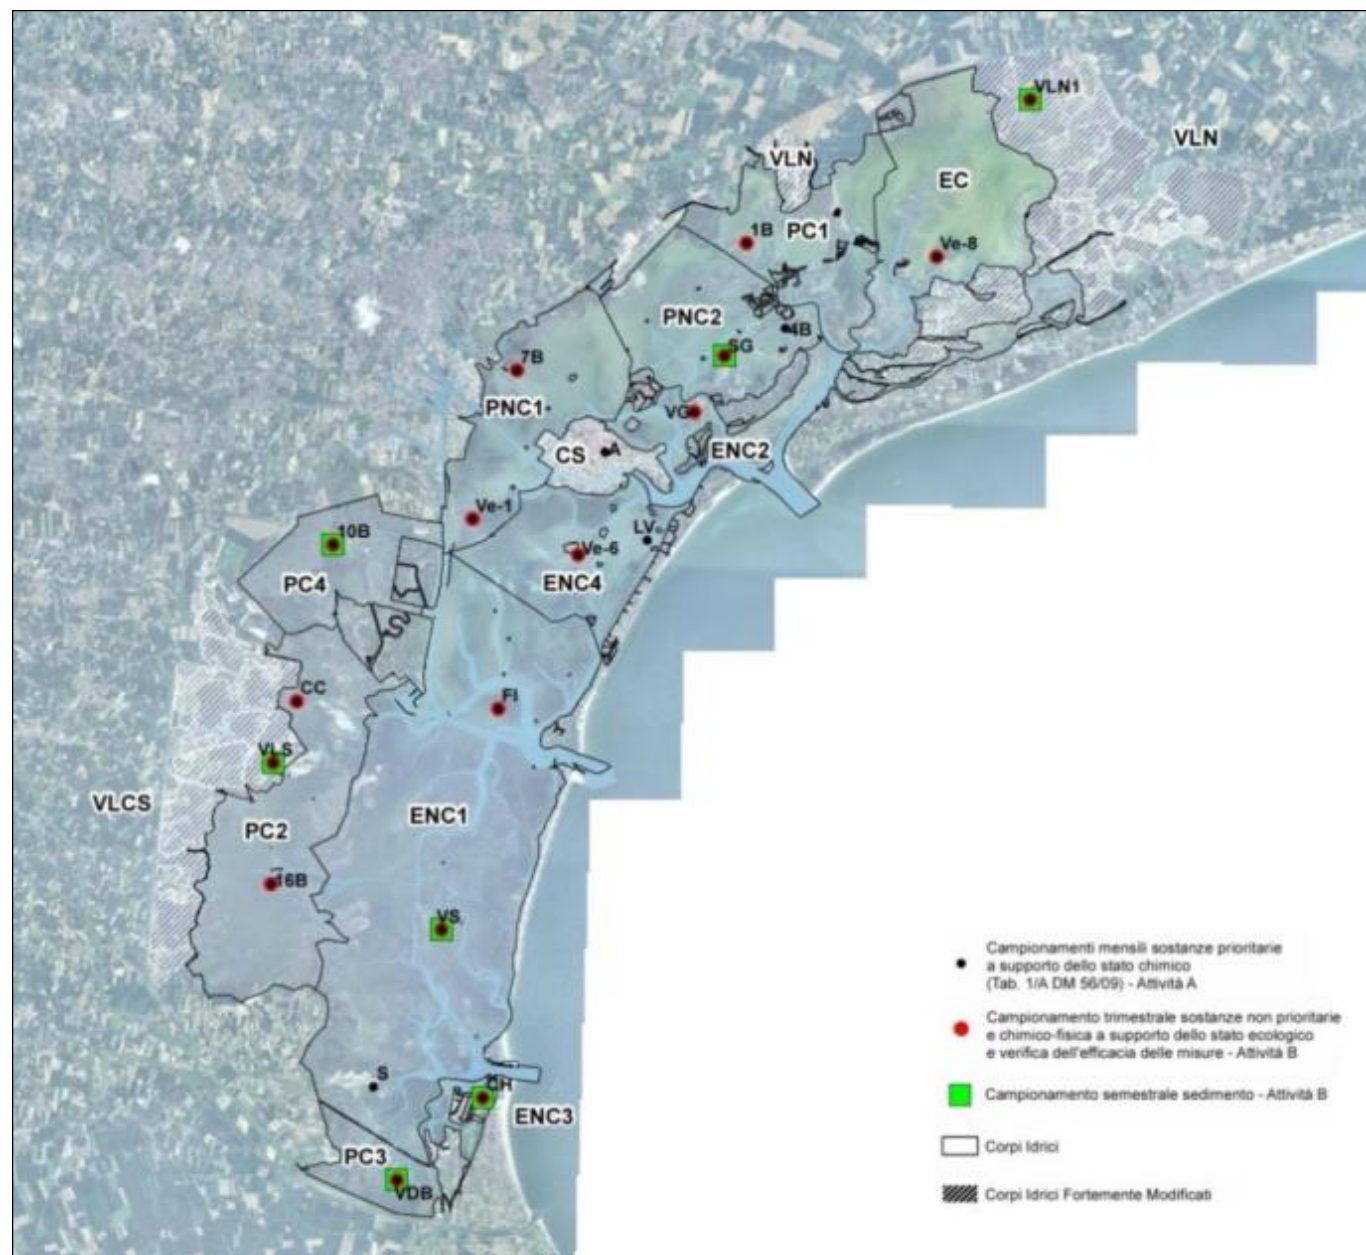 VLN1
VLN
VLN
EC
1B
PC1
Ve-8
PNC2
4B
SG
7B
VG
PNC1
CS
A
ENC2
Ve-1
10B
LV
Ve-6
PC4
ENC4
CC
FI
VLS
VLCS
ENC1
PC2
16B
VS
S
CH
ENC3
PC3
VDB
Campionamenti mensili sostanze prioritarie
a supporto dello stato chimico
(Tab. 1/A DM 56/09) - Attività A
Campionamento trimestrale sostanze non prioritarie
e chimico-fisica a supporto dello stato ecologico
e verifica dell'efficacia delle misure - Attività B
Campionamento semestrale sedimento - Attività B
Corpi Idrici
Corpi Idrici Fortemente Modificati